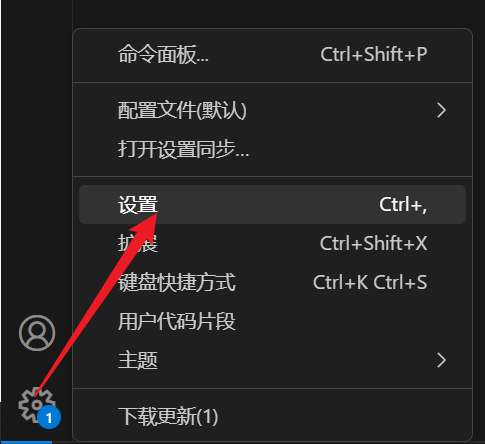 命令面板... Ctrl+Shift+P
配置文件(默认)
打开设置同步...
设置 Ctrl+,
扩展 Ctrl+Shift+X
键盘快捷方式 Ctrl+K Ctrl+S
用户代码片段
主题
1
下载更新(1)